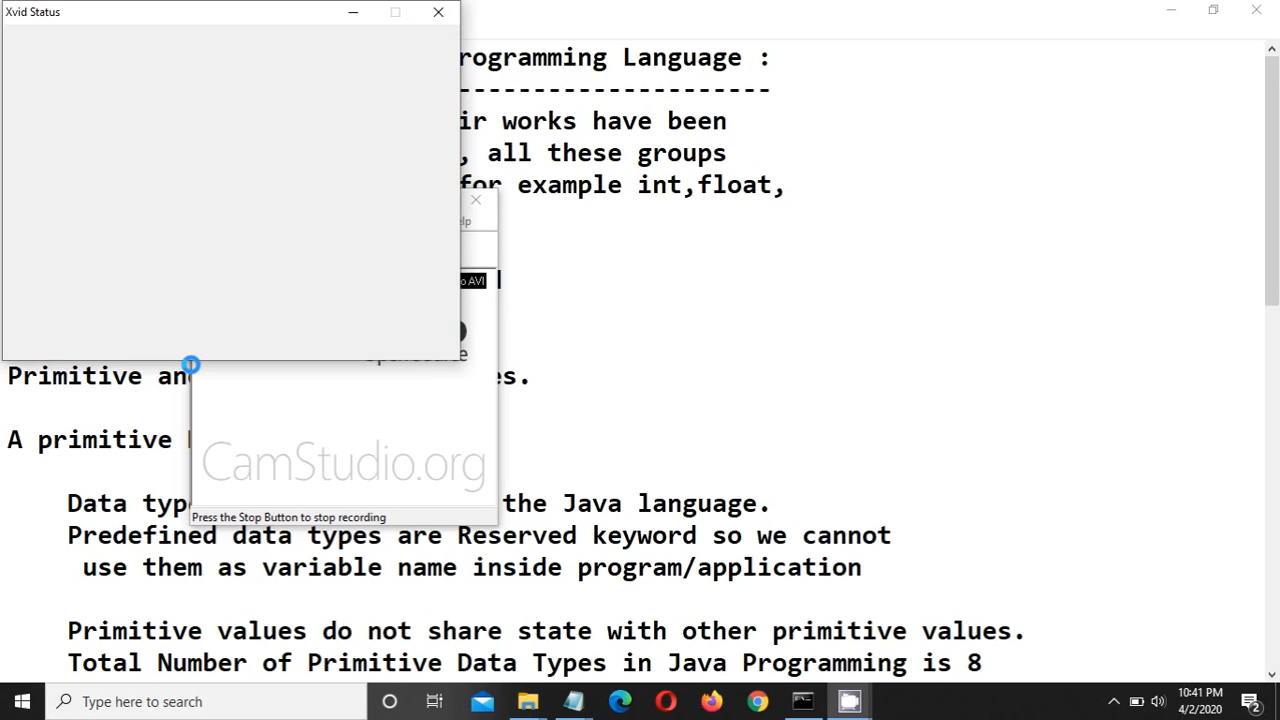 Xvid Status
rogramming Language :
---------------------
ir works have been
, all these groups
for example int,float,
o AVI
Primitive an
es.
A primitive
CamStudio.org
Data typ
the Java language.
Press the Stop Button to stop recording
Predefined data types are Reserved keyword so we cannot
use them as variable name inside program/application
Primitive values do not share state with other primitive values.
Total Number of Primitive Data Types in Java Programming is 8
Type here to search
10:41 PM
4/2/2020
2